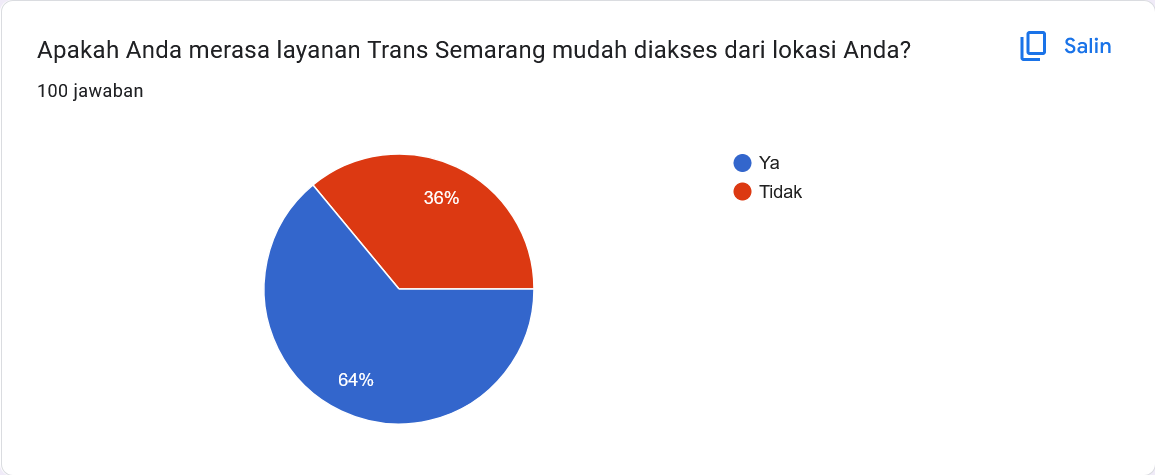 Apakah Anda merasa layanan Trans Semarang mudah diakses dari lokasi Anda?
Salin
100 jawaban
Ya
Tidak
36%
64%